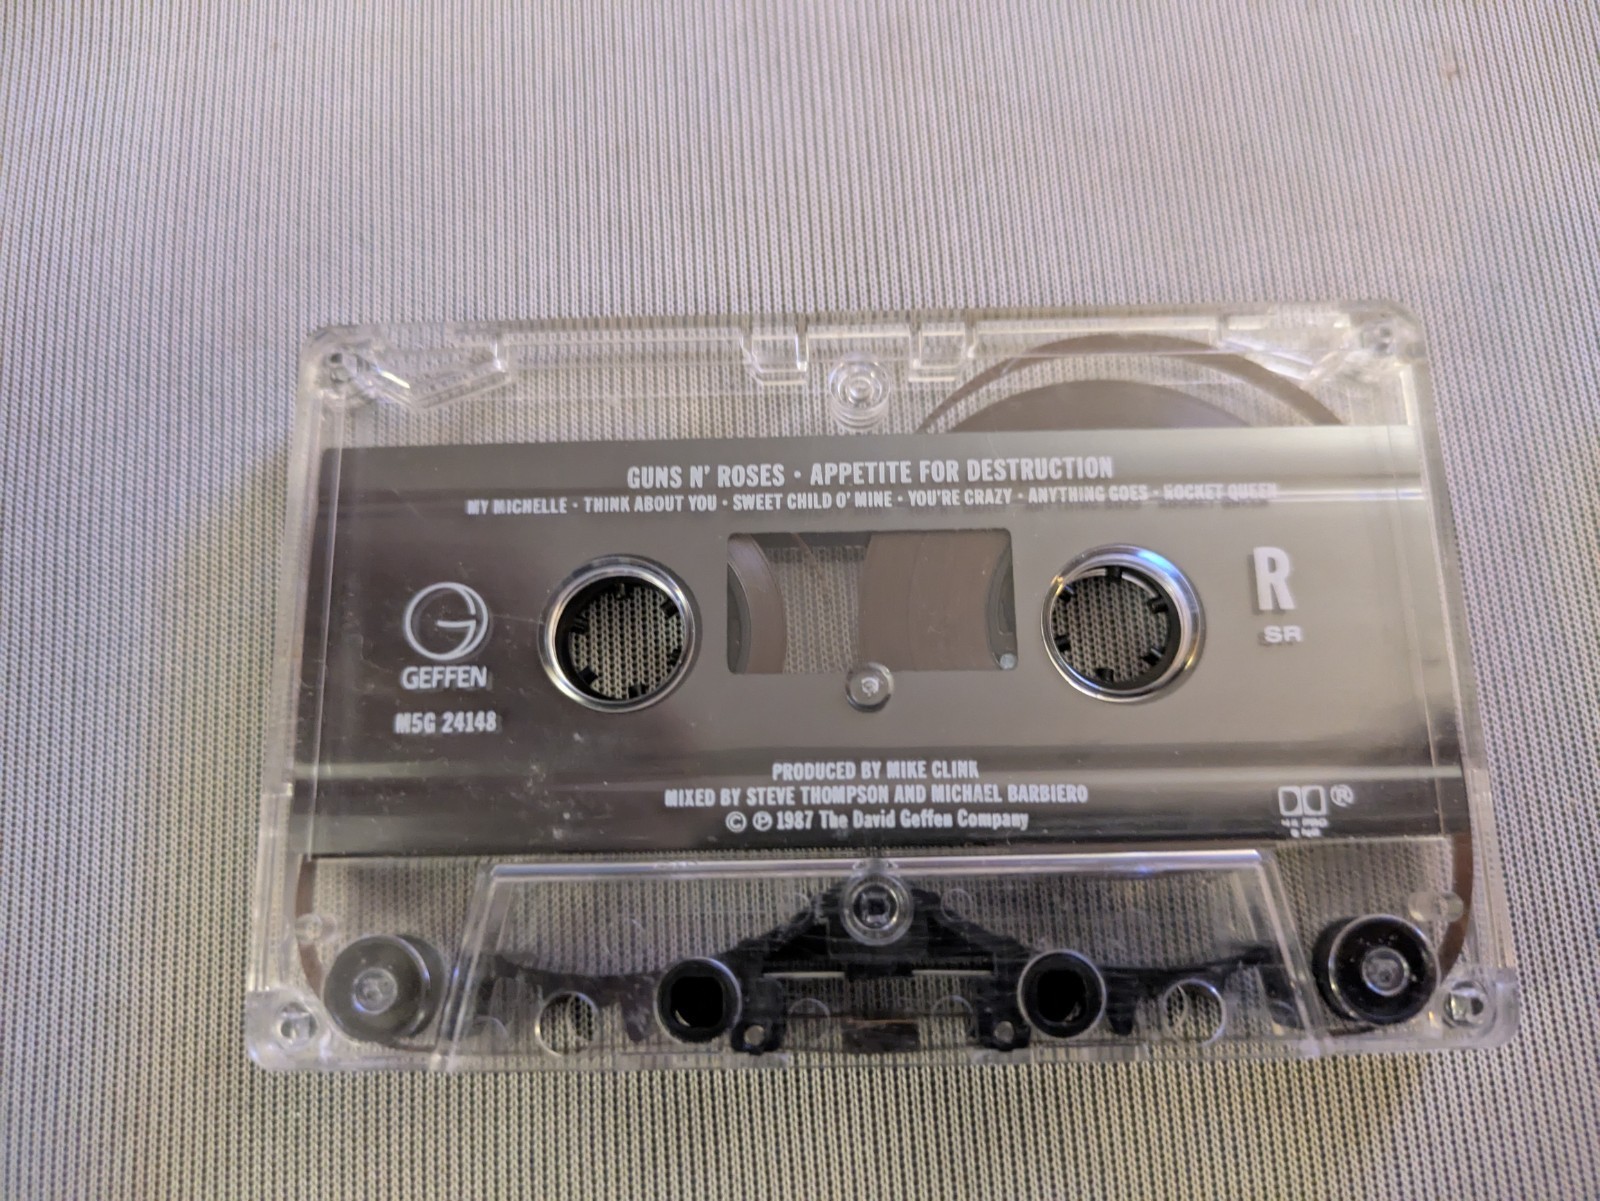 GUNS N' ROSES • APPETITE FOR DESTRUCTION
MY MICHELLE • THINK ABOUT YOU • SWEET CHILD O' MINE • YOU'RE CRAZY • ANYTHING GOES • ROCKET QUEEN
R
SR
GEFFEN
M5G 24148
PRODUCED BY MIKE CLINK
MIXED BY STEVE THOMPSON AND MICHAEL BARBIERO
© ℗ 1987 The David Geffen Company
®